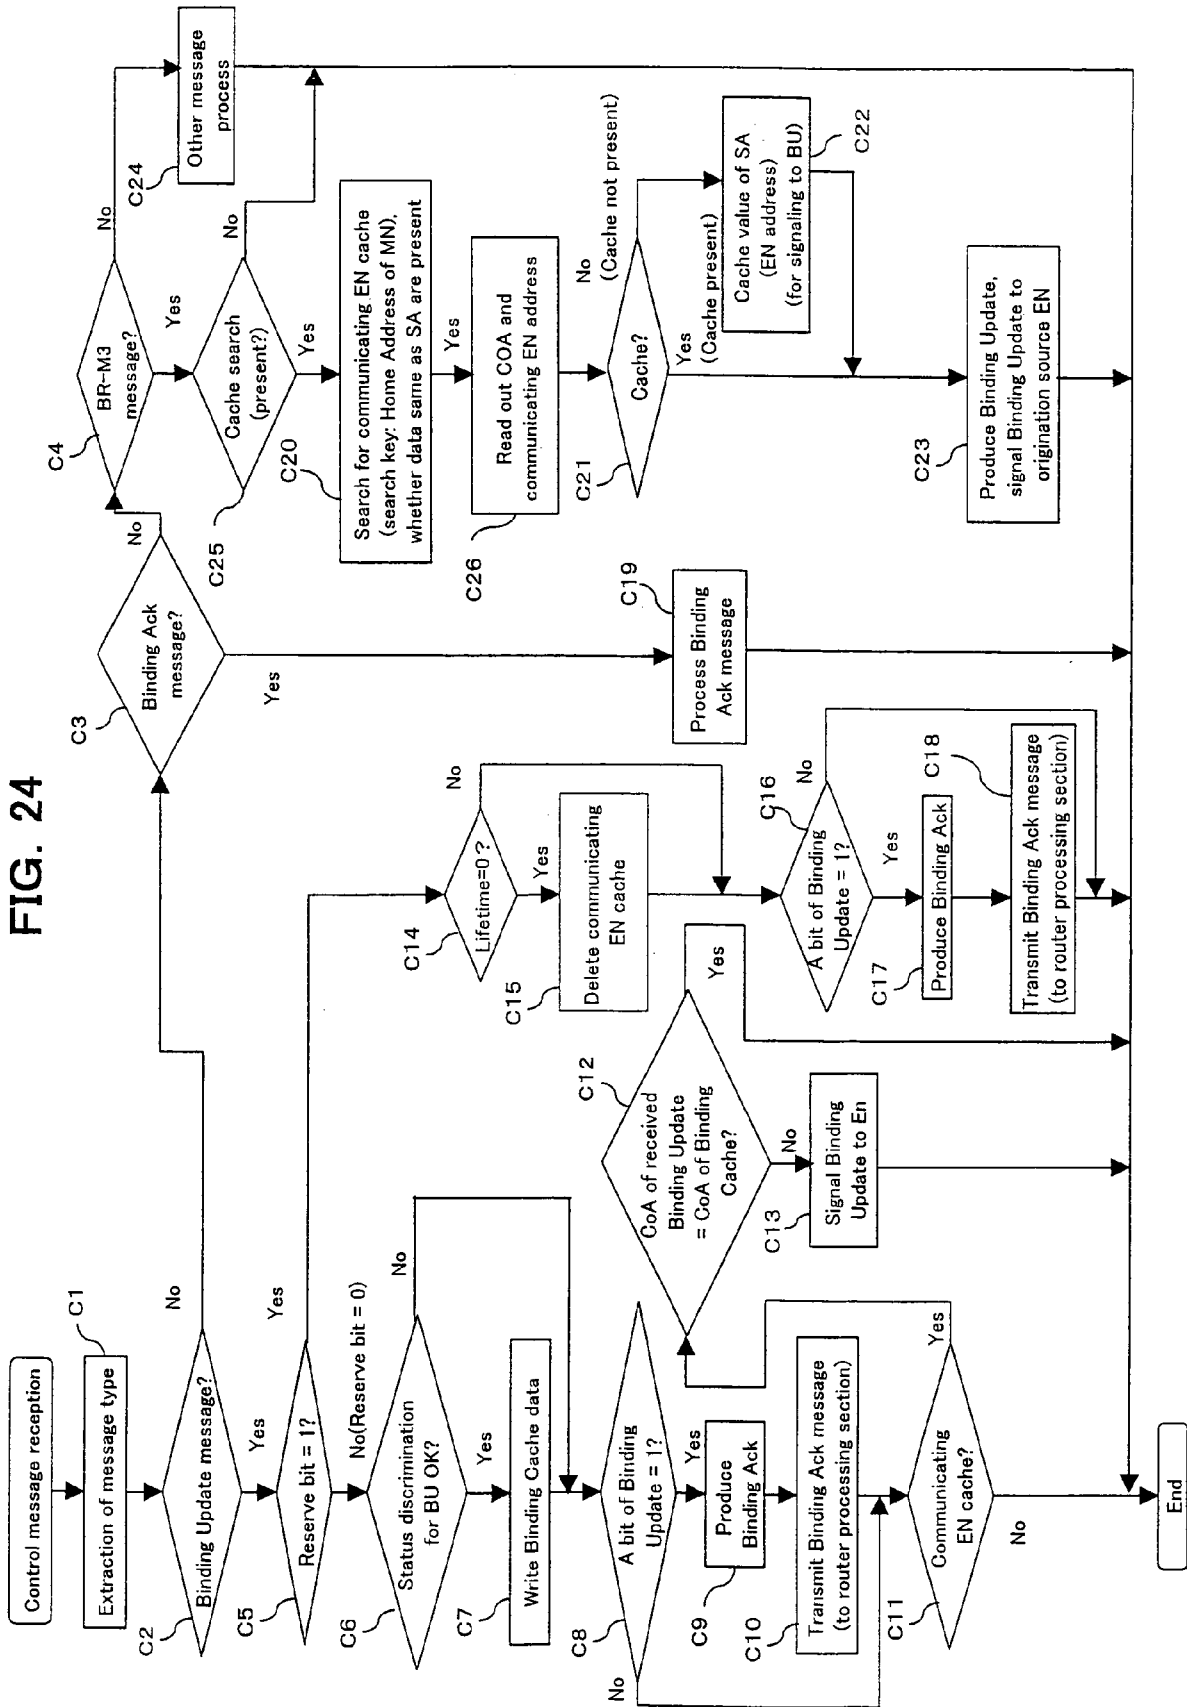 FIG. 24
Control message reception
C1
Extraction of message type
C2
Binding Update message?
No
Yes
C5
Reserve bit = 1?
Yes
No(Reserve bit = 0)
C6
Status discrimination
for BU OK?
No
Yes
C7
Write Binding Cache data
C8
A bit of Binding
Update = 1?
No
Yes
C9
Produce
Binding Ack
C10
Transmit Binding Ack message
(to router processing section)
C11
Communicating
EN cache?
Yes
No
End
C12
CoA of received
Binding Update
= CoA of Binding
Cache?
Yes
No
C13
Signal Binding
Update to En
C14
Lifetime=0 ?
No
Yes
C15
Delete communicating
EN cache
C16
A bit of Binding
Update = 1?
No
Yes
C17
Produce Binding Ack
C18
Transmit Binding Ack message
(to router processing section)
C3
Binding Ack
message?
No
Yes
C19
Process Binding
Ack message
C4
BR-M3
message?
No
Yes
C24
Other message
process
C25
Cache search
(present?)
No
Yes
C20
Search for communicating EN cache
(search key: Home Address of MN),
whether data same as SA are present
Yes
C26
Read out COA and
communicating EN address
C21
Cache?
No
(Cache not present)
Yes
(Cache present)
C22
Cache value of SA
(EN address)
(for signaling to BU)
C23
Produce Binding Update,
signal Binding Update to
origination source EN